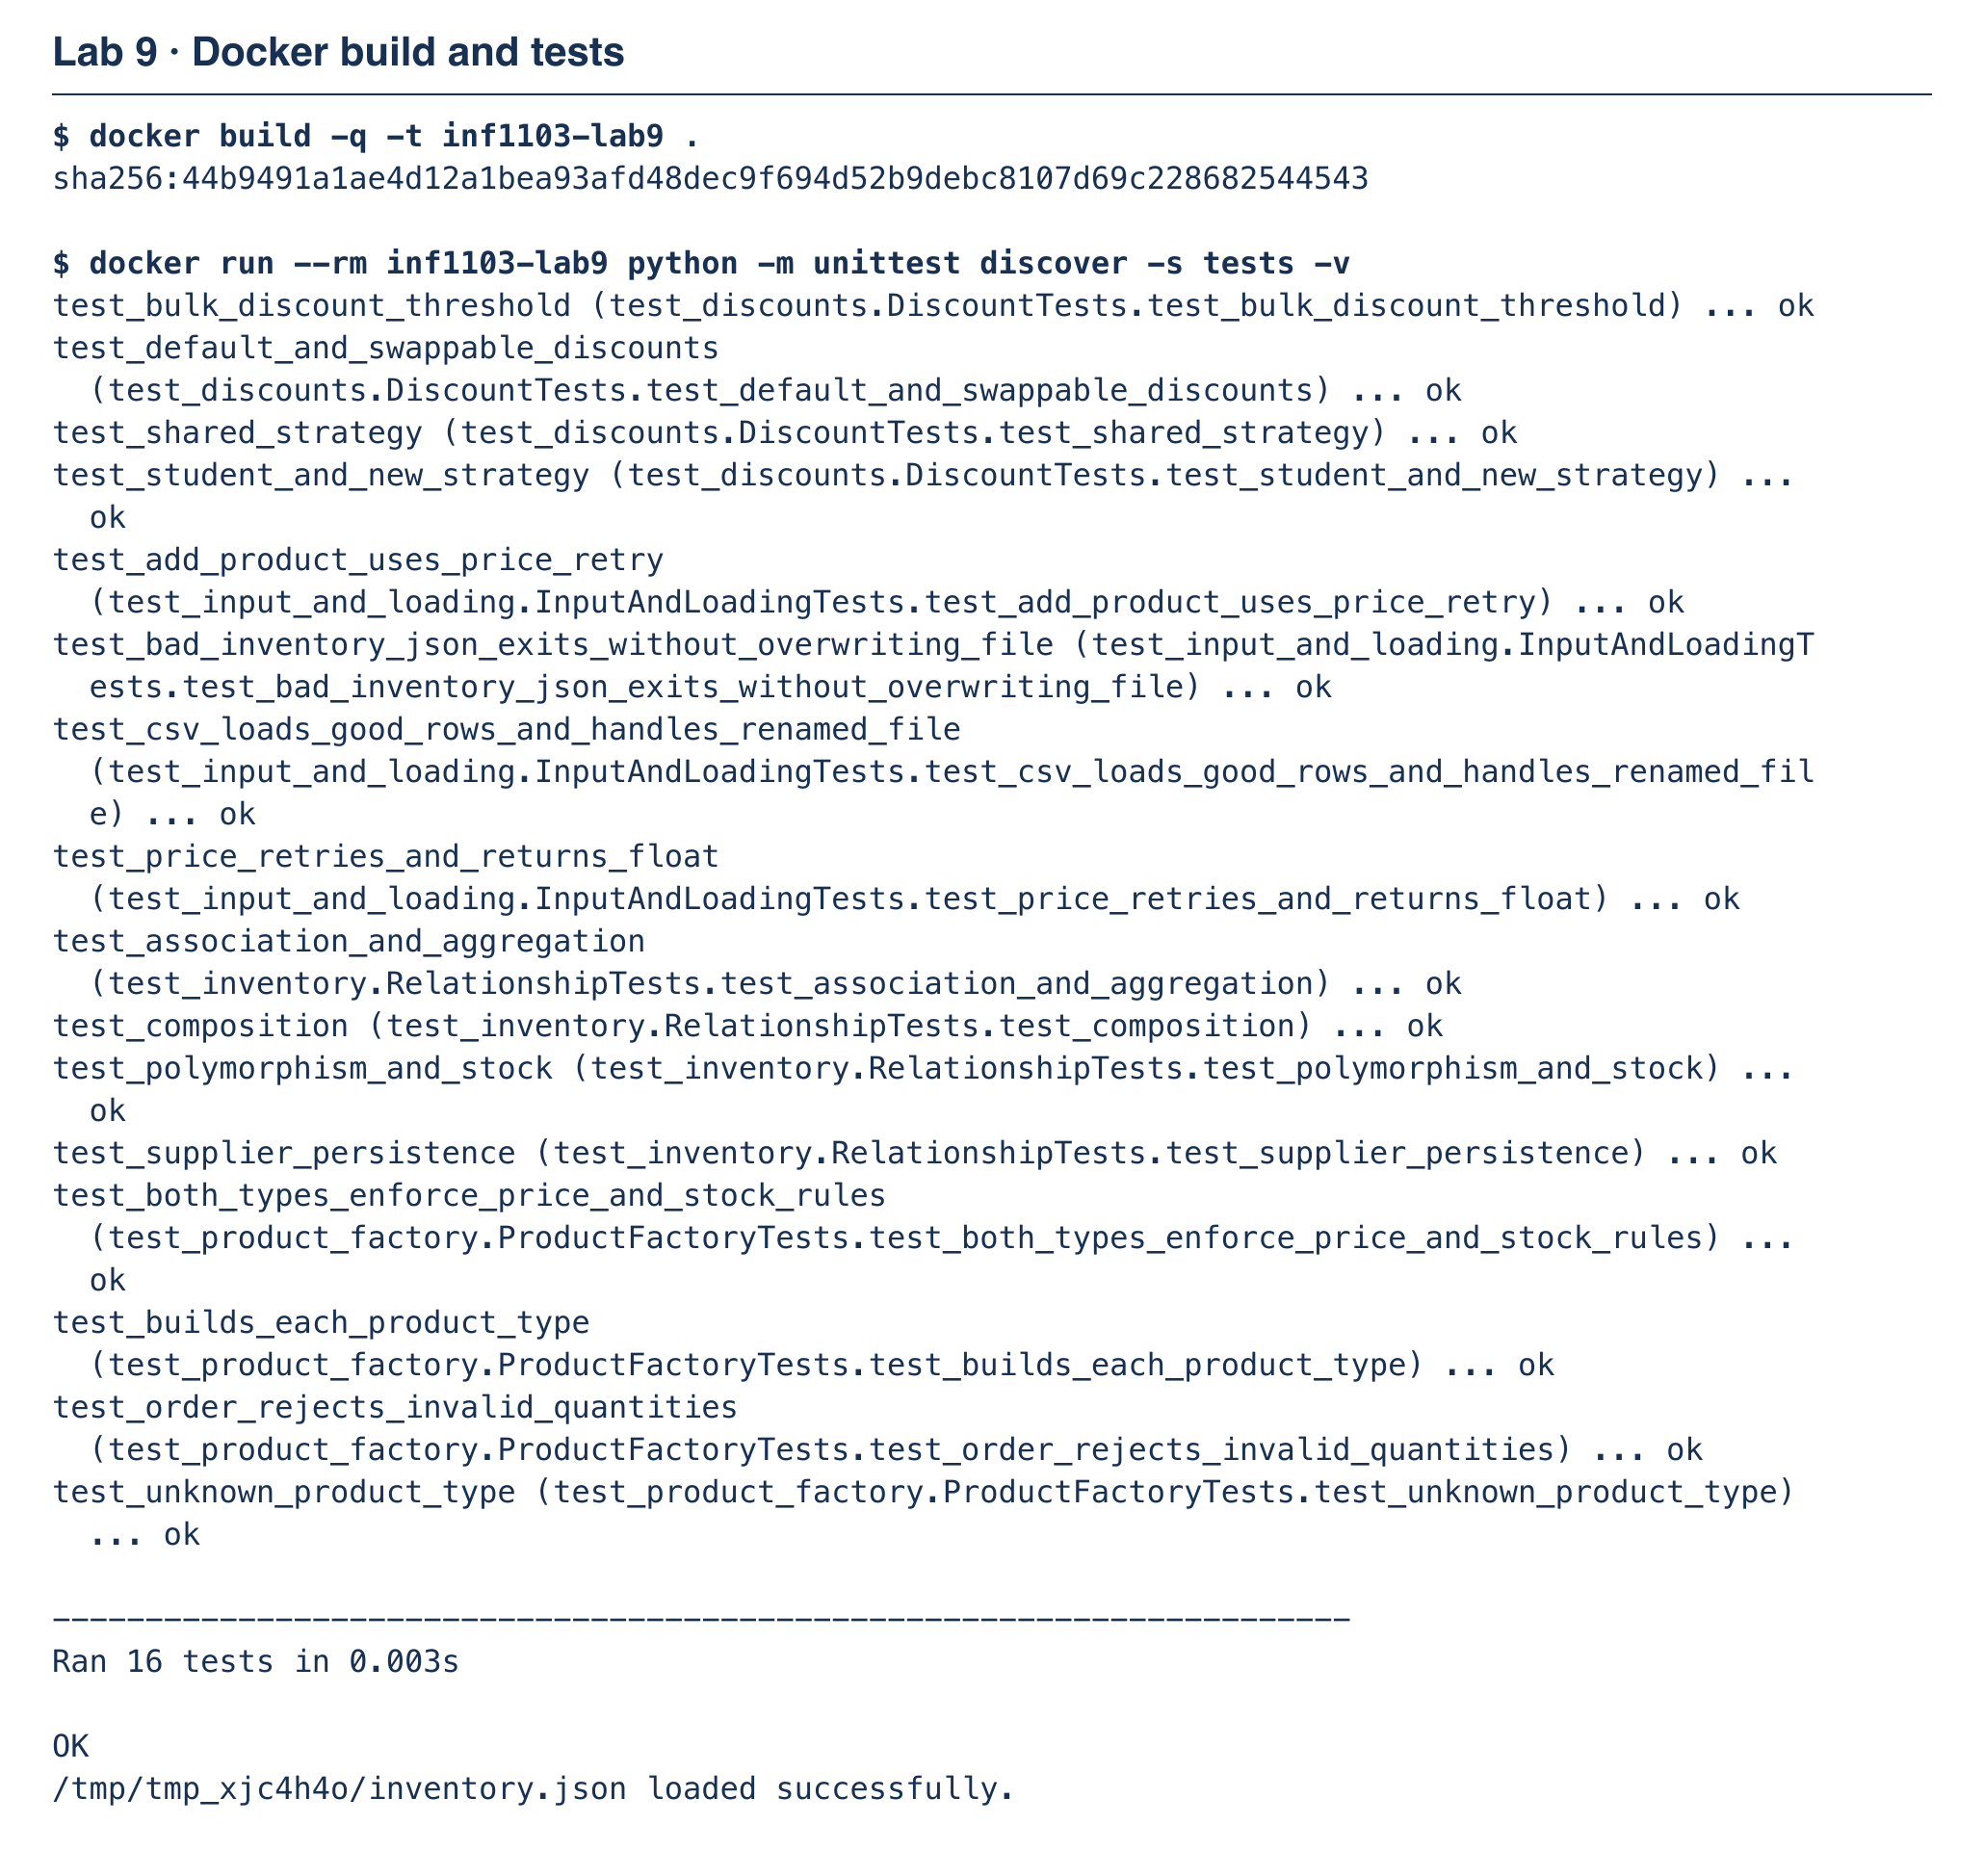 Lab 9 · Docker build and tests
$ docker build -q -t inf1103-lab9 .
sha256:44b9491a1ae4d12a1bea93afd48dec9f694d52b9debc8107d69c228682544543
$ docker run --rm inf1103-lab9 python -m unittest discover -s tests -v
test_bulk_discount_threshold (test_discounts.DiscountTests.test_bulk_discount_threshold) ... ok
test_default_and_swappable_discounts
  (test_discounts.DiscountTests.test_default_and_swappable_discounts) ... ok
test_shared_strategy (test_discounts.DiscountTests.test_shared_strategy) ... ok
test_student_and_new_strategy (test_discounts.DiscountTests.test_student_and_new_strategy) ...
  ok
test_add_product_uses_price_retry
  (test_input_and_loading.InputAndLoadingTests.test_add_product_uses_price_retry) ... ok
test_bad_inventory_json_exits_without_overwriting_file (test_input_and_loading.InputAndLoadingT
  ests.test_bad_inventory_json_exits_without_overwriting_file) ... ok
test_csv_loads_good_rows_and_handles_renamed_file
  (test_input_and_loading.InputAndLoadingTests.test_csv_loads_good_rows_and_handles_renamed_fil
  e) ... ok
test_price_retries_and_returns_float
  (test_input_and_loading.InputAndLoadingTests.test_price_retries_and_returns_float) ... ok
test_association_and_aggregation
  (test_inventory.RelationshipTests.test_association_and_aggregation) ... ok
test_composition (test_inventory.RelationshipTests.test_composition) ... ok
test_polymorphism_and_stock (test_inventory.RelationshipTests.test_polymorphism_and_stock) ...
  ok
test_supplier_persistence (test_inventory.RelationshipTests.test_supplier_persistence) ... ok
test_both_types_enforce_price_and_stock_rules
  (test_product_factory.ProductFactoryTests.test_both_types_enforce_price_and_stock_rules) ...
  ok
test_builds_each_product_type
  (test_product_factory.ProductFactoryTests.test_builds_each_product_type) ... ok
test_order_rejects_invalid_quantities
  (test_product_factory.ProductFactoryTests.test_order_rejects_invalid_quantities) ... ok
test_unknown_product_type (test_product_factory.ProductFactoryTests.test_unknown_product_type)
  ... ok
----------------------------------------------------------------------
Ran 16 tests in 0.003s
OK
/tmp/tmp_xjc4h4o/inventory.json loaded successfully.